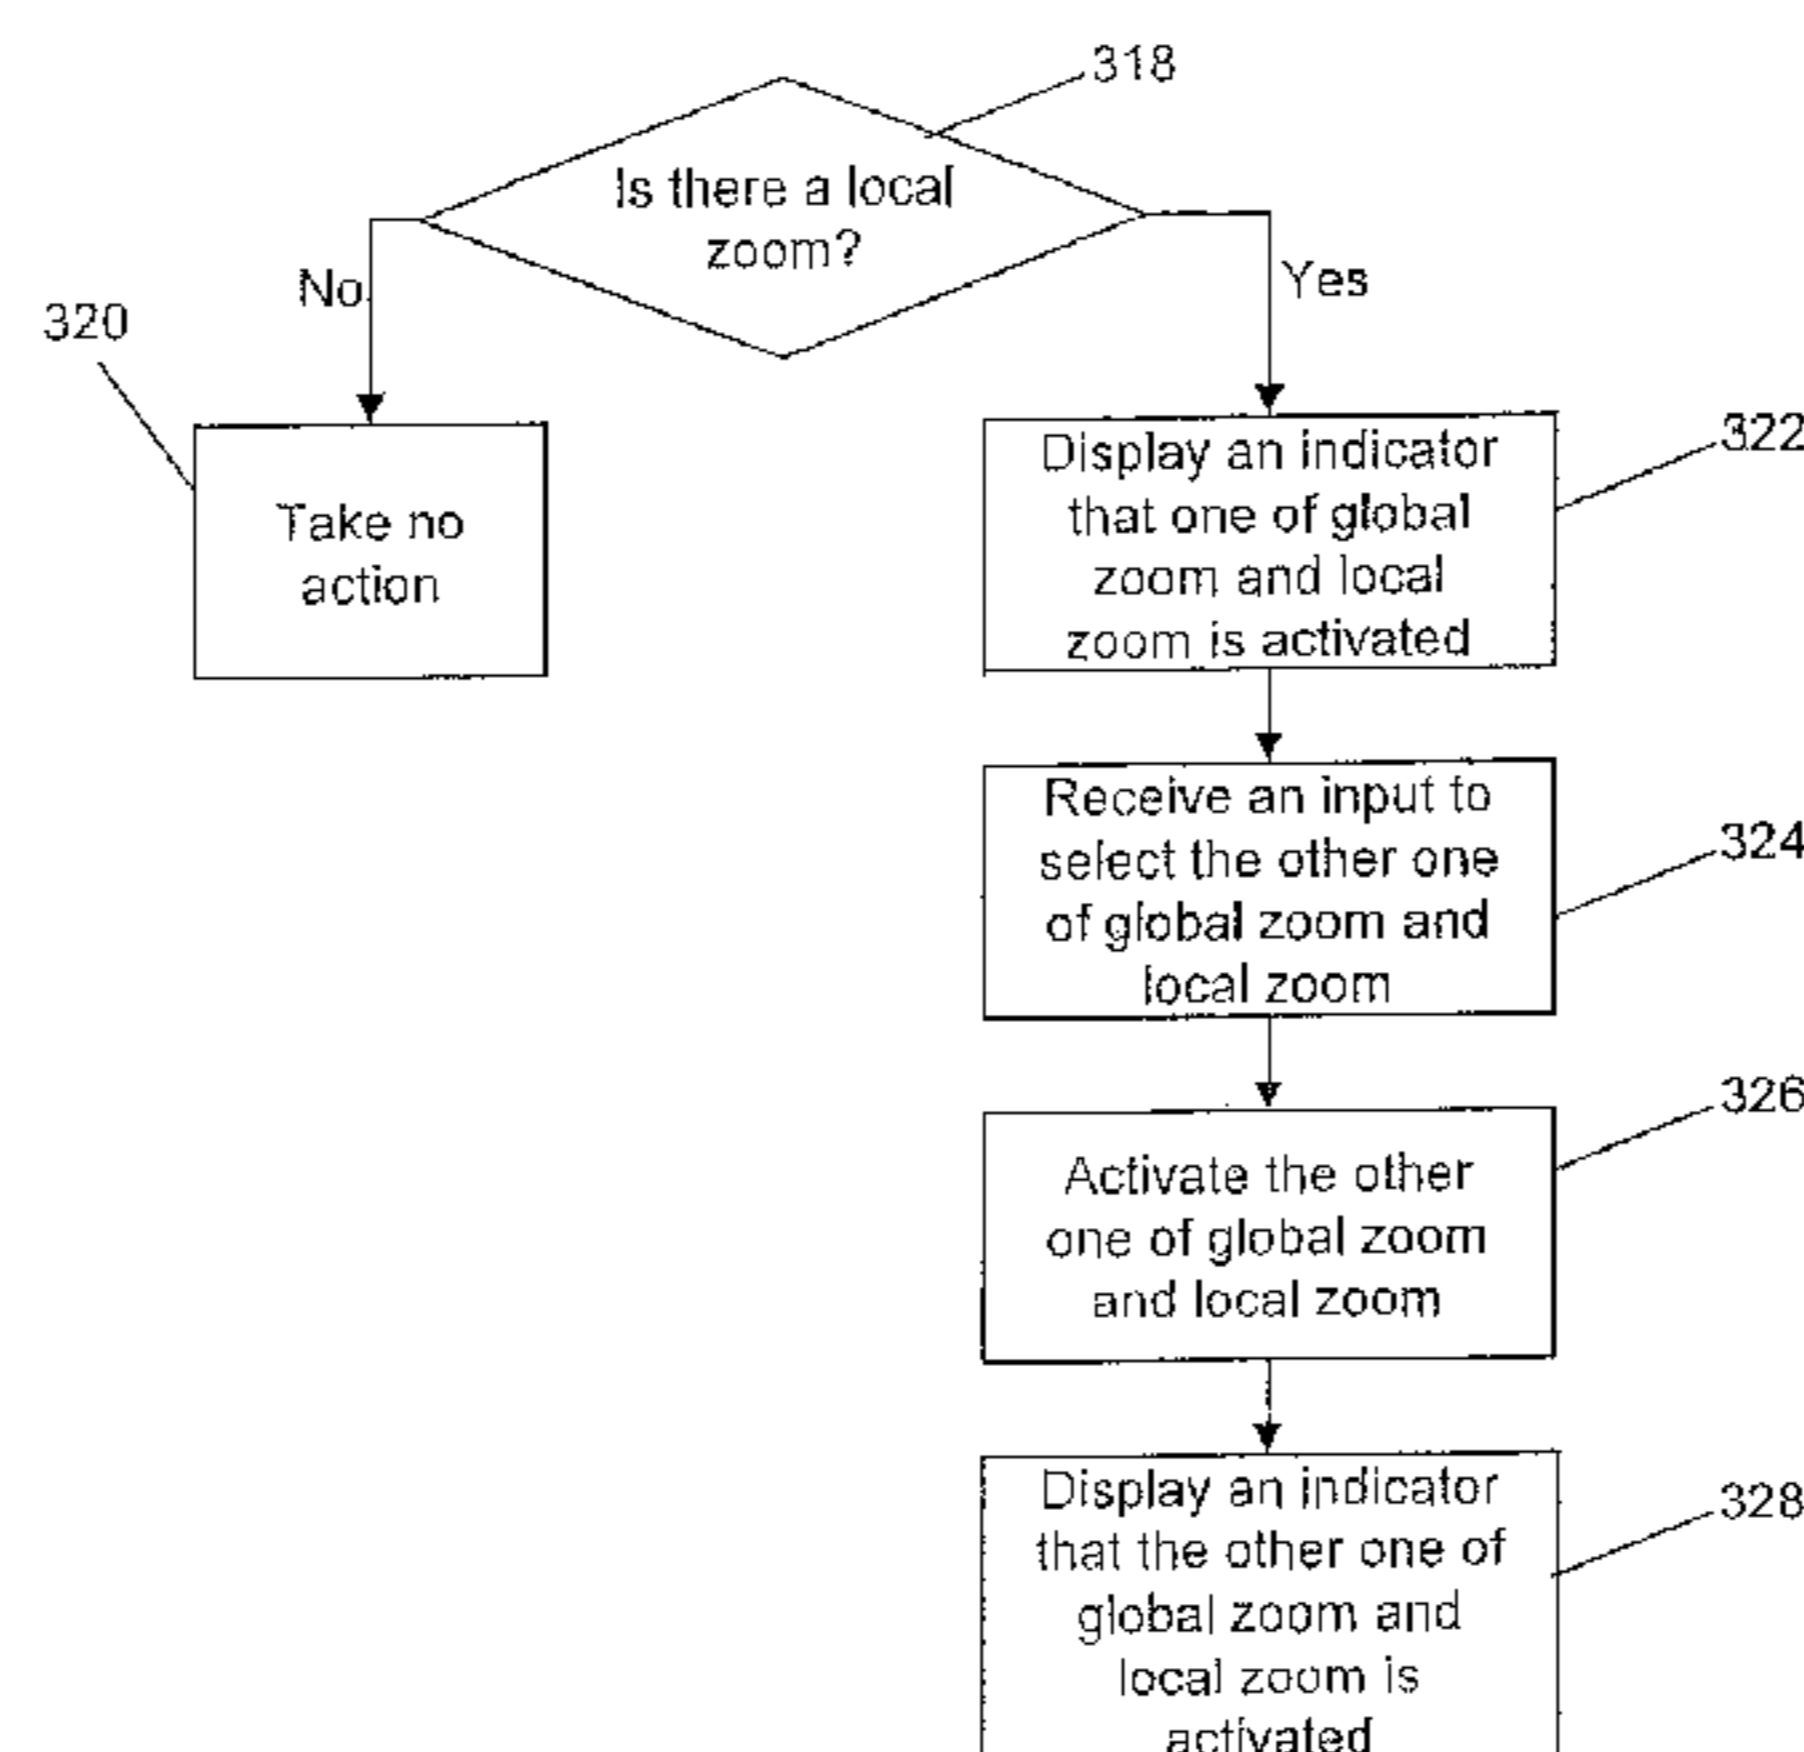 318
Is there a local
zoom?
No
Yes
320
Take no
action
322
Display an indicator
that one of global
zoom and local
zoom is activated
324
Receive an input to
select the other one
of global zoom and
local zoom
326
Activate the other
one of global zoom
and local zoom
328
Display an indicator
that the other one of
global zoom and
local zoom is
activated